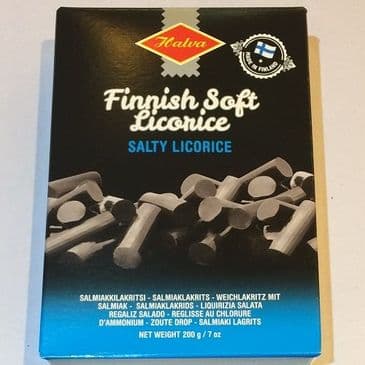 Halva
MADE IN FINLAND
Finnish Soft
Licorice
SALTY LICORICE
SALMIAKKILAKRITSI - SALMIAKLAKRITS - WEICHLAKRITZ MIT
SALMIAK - SALMIAKLAKRIDS - LIQUIRIZIA SALATA
REGALIZ SALADO - REGLISSE AU CHLORURE
D'AMMONIUM - ZOUTE DROP - SALMIAKI LAGRITS
NET WEIGHT 200 g / 7 oz